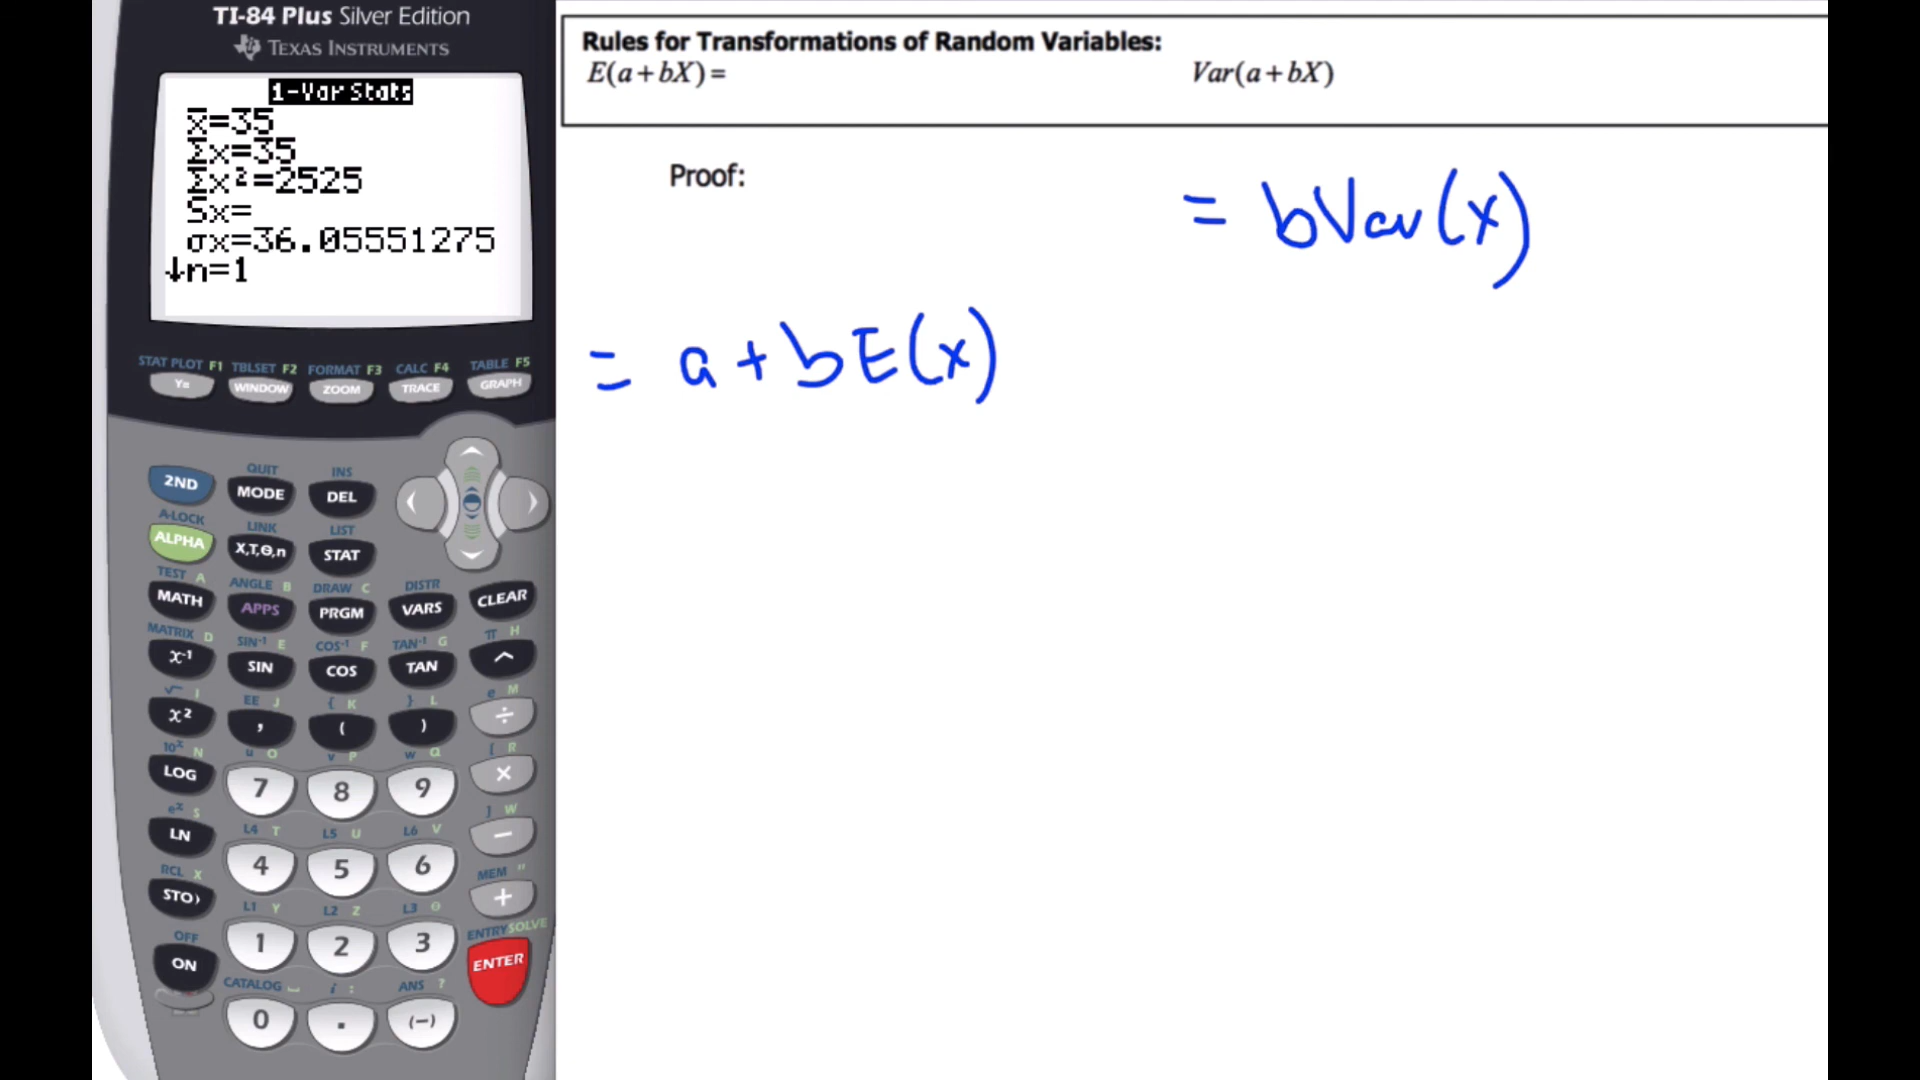 TI-84 Plus Silver Edition
TEXAS INSTRUMENTS
1-Var Stats
x̄=35
Σx=35
Σx²=2525
Sx=
σx=36.05551275
↓n=1
STAT PLOT F1 TBLSET F2 FORMAT F3 CALC F4 TABLE F5
Y= WINDOW ZOOM TRACE GRAPH
QUIT INS
2ND MODE DEL
A-LOCK LINK LIST
ALPHA X,T,Θ,n STAT
TEST A ANGLE B DRAW C DISTR
MATH APPS PRGM VARS CLEAR
MATRIX D SIN⁻¹ E COS⁻¹ F TAN⁻¹ G π H
x⁻¹ SIN COS TAN ^
√ I EE J { K } L e M
x² , ( ) ÷
10ˣ N u O v P w Q [ R
LOG 7 8 9 ×
eˣ S L4 T L5 U L6 V ] W
LN 4 5 6 −
RCL X L1 Y L2 Z L3 θ MEM "
STO› 1 2 3 +
OFF CATALOG ⎵ i : ANS ? ENTRY SOLVE
ON 0 . (−) ENTER
Rules for Transformations of Random Variables:
E(a+bX)= Var(a+bX)
Proof:
= bVar(x)
= a+bE(x)